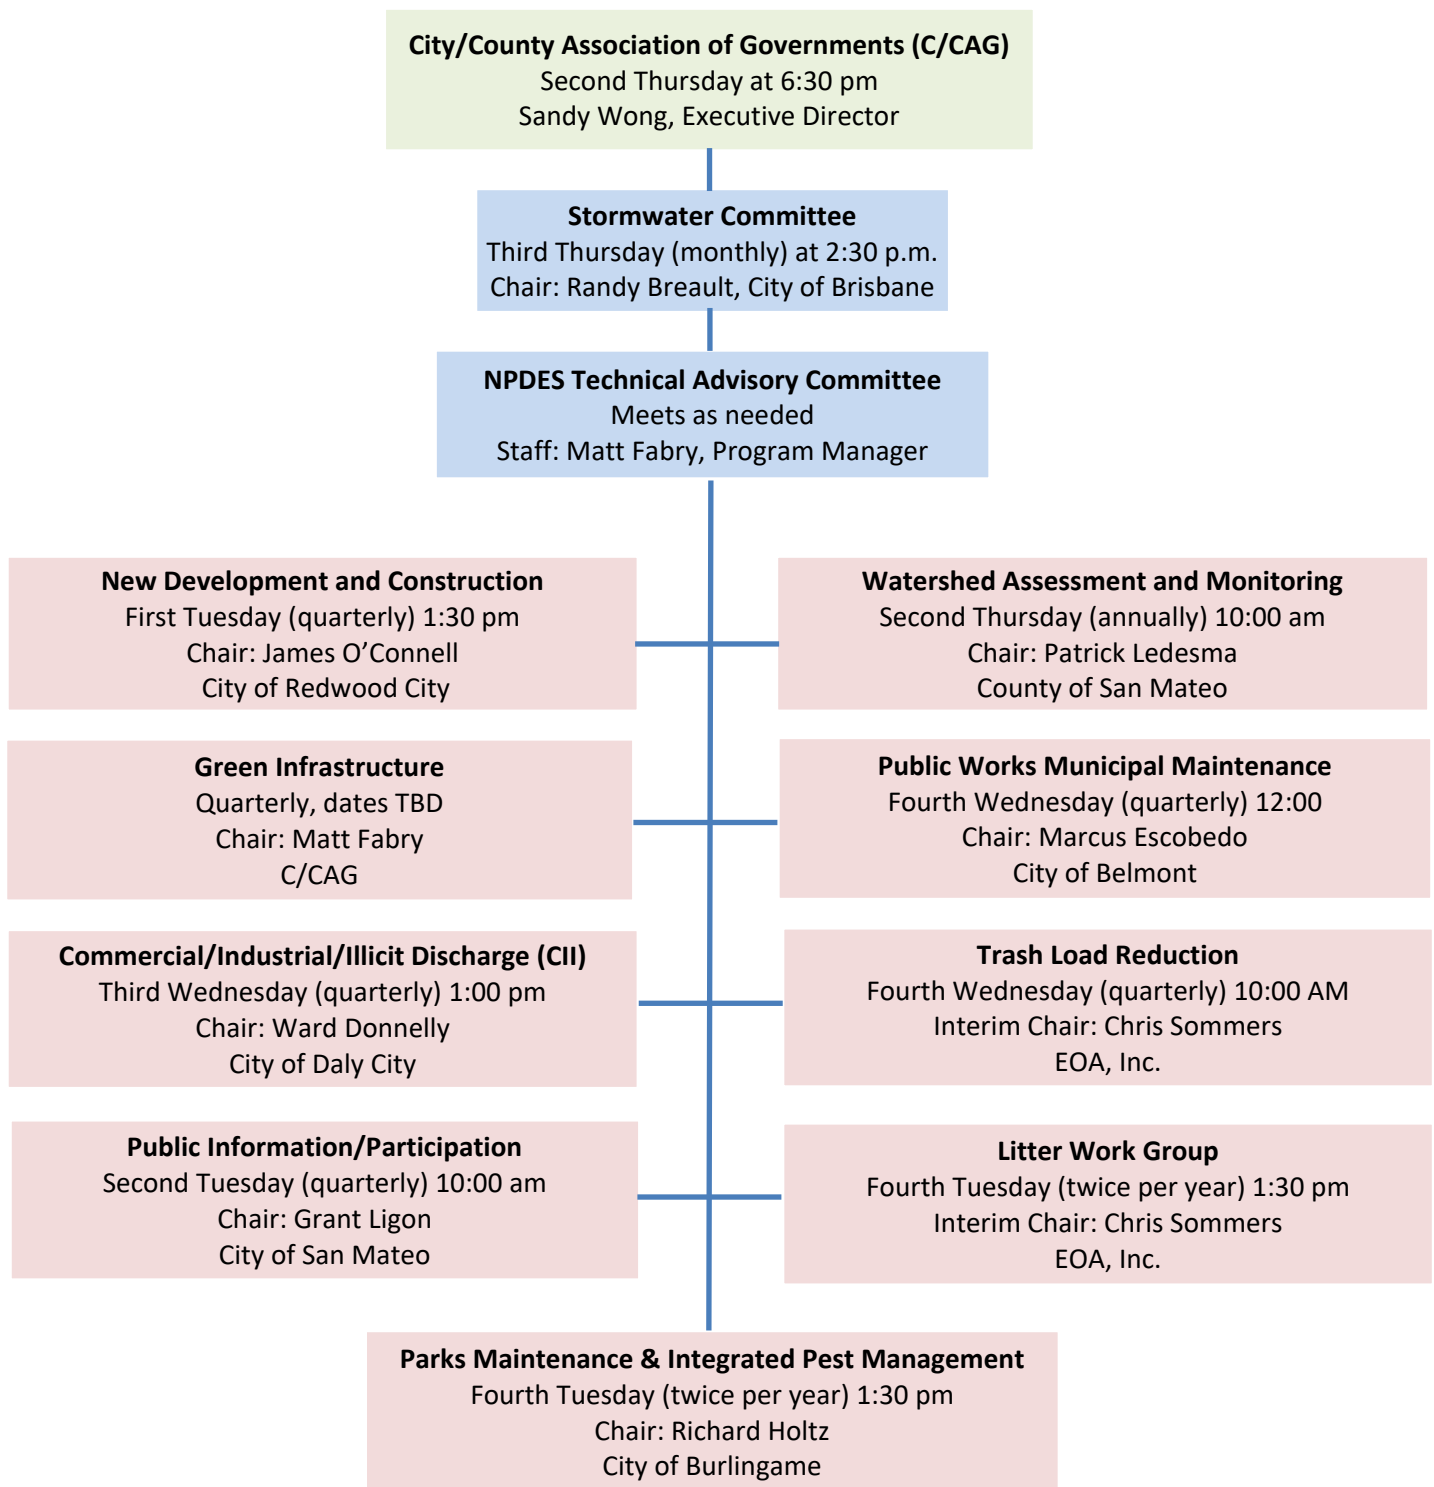 City/County Association of Governments (C/CAG)
Second Thursday at 6:30 pm
Sandy Wong, Executive Director
Stormwater Committee
Third Thursday (monthly) at 2:30 p.m.
Chair: Randy Breault, City of Brisbane
NPDES Technical Advisory Committee
Meets as needed
Staff: Matt Fabry, Program Manager
New Development and Construction
First Tuesday (quarterly) 1:30 pm
Chair: James O’Connell
City of Redwood City
Watershed Assessment and Monitoring
Second Thursday (annually) 10:00 am
Chair: Patrick Ledesma
County of San Mateo
Green Infrastructure
Quarterly, dates TBD
Chair: Matt Fabry
C/CAG
Public Works Municipal Maintenance
Fourth Wednesday (quarterly) 12:00
Chair: Marcus Escobedo
City of Belmont
Commercial/Industrial/Illicit Discharge (CII)
Third Wednesday (quarterly) 1:00 pm
Chair: Ward Donnelly
City of Daly City
Trash Load Reduction
Fourth Wednesday (quarterly) 10:00 AM
Interim Chair: Chris Sommers
EOA, Inc.
Public Information/Participation
Second Tuesday (quarterly) 10:00 am
Chair: Grant Ligon
City of San Mateo
Litter Work Group
Fourth Tuesday (twice per year) 1:30 pm
Interim Chair: Chris Sommers
EOA, Inc.
Parks Maintenance & Integrated Pest Management
Fourth Tuesday (twice per year) 1:30 pm
Chair: Richard Holtz
City of Burlingame